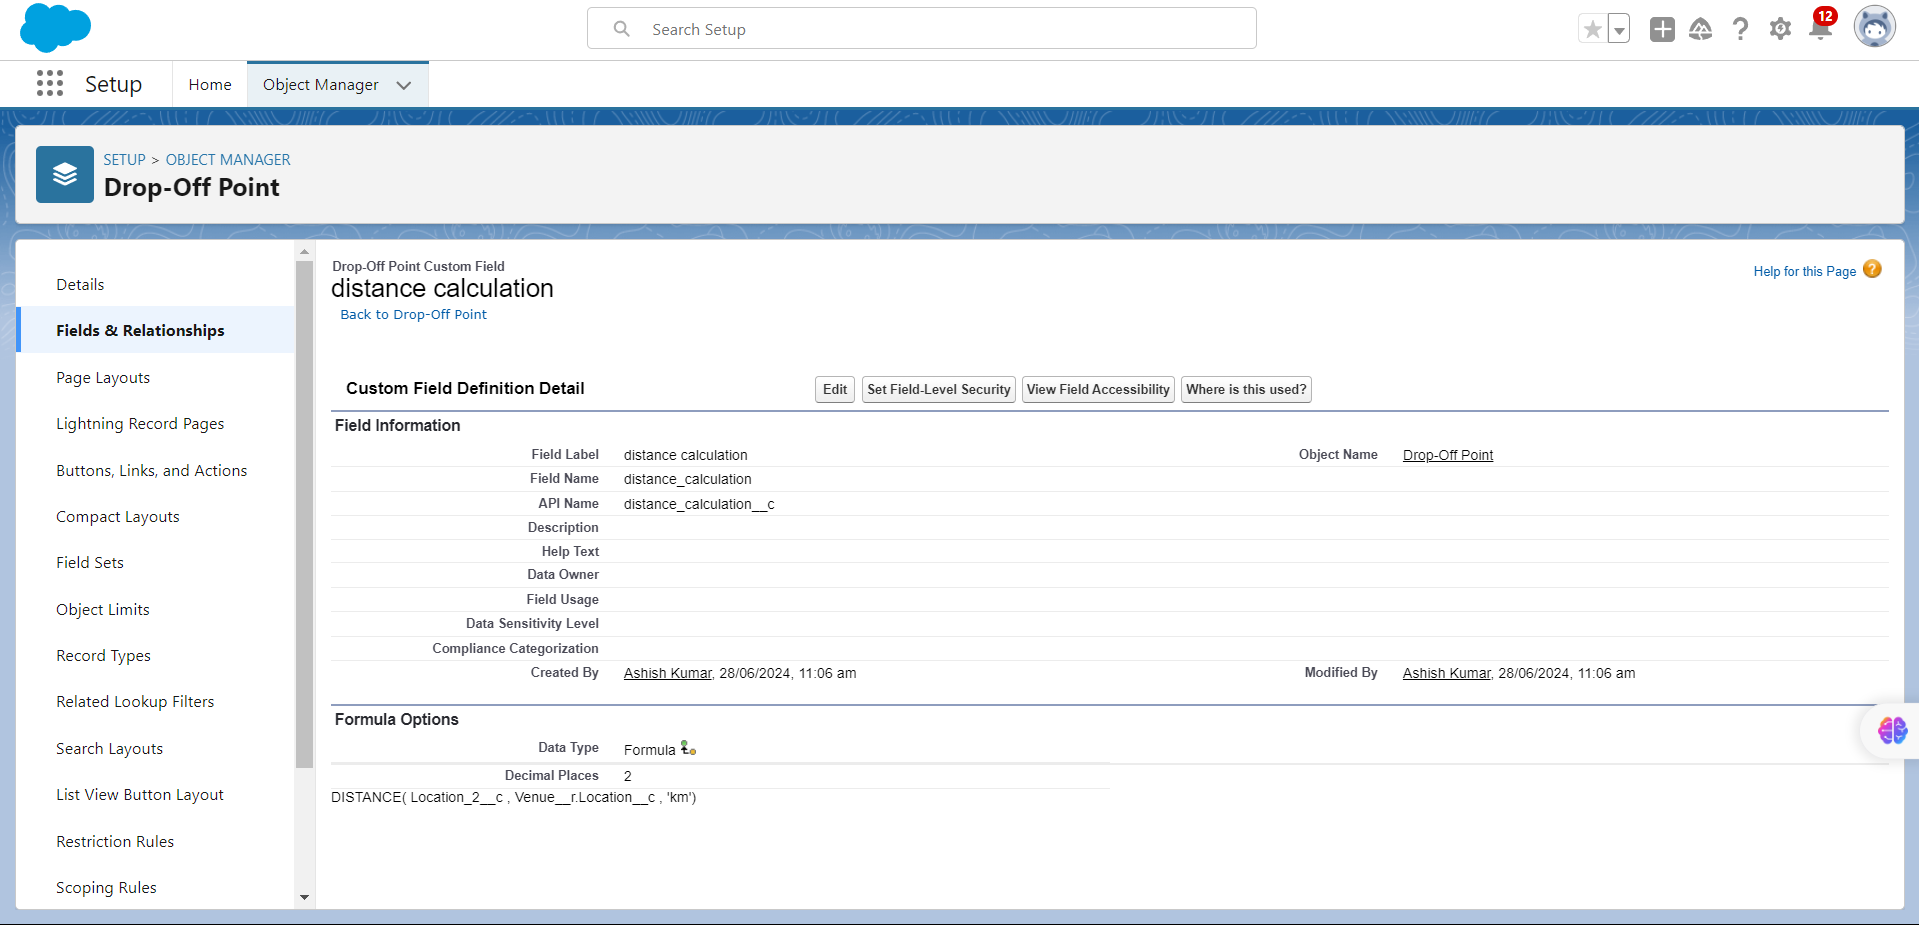 Search Setup
12
Setup
Home
Object Manager
SETUP > OBJECT MANAGER
Drop-Off Point
Details
Fields & Relationships
Page Layouts
Lightning Record Pages
Buttons, Links, and Actions
Compact Layouts
Field Sets
Object Limits
Record Types
Related Lookup Filters
Search Layouts
List View Button Layout
Restriction Rules
Scoping Rules
Drop-Off Point Custom Field
distance calculation
Back to Drop-Off Point
Help for this Page ?
Custom Field Definition Detail
Edit
Set Field-Level Security
View Field Accessibility
Where is this used?
Field Information
Field Label distance calculation Object Name Drop-Off Point
Field Name distance_calculation
API Name distance_calculation__c
Description
Help Text
Data Owner
Field Usage
Data Sensitivity Level
Compliance Categorization
Created By Ashish Kumar, 28/06/2024, 11:06 am Modified By Ashish Kumar, 28/06/2024, 11:06 am
Formula Options
Data Type Formula
Decimal Places 2
DISTANCE( Location_2__c , Venue__r.Location__c , 'km')